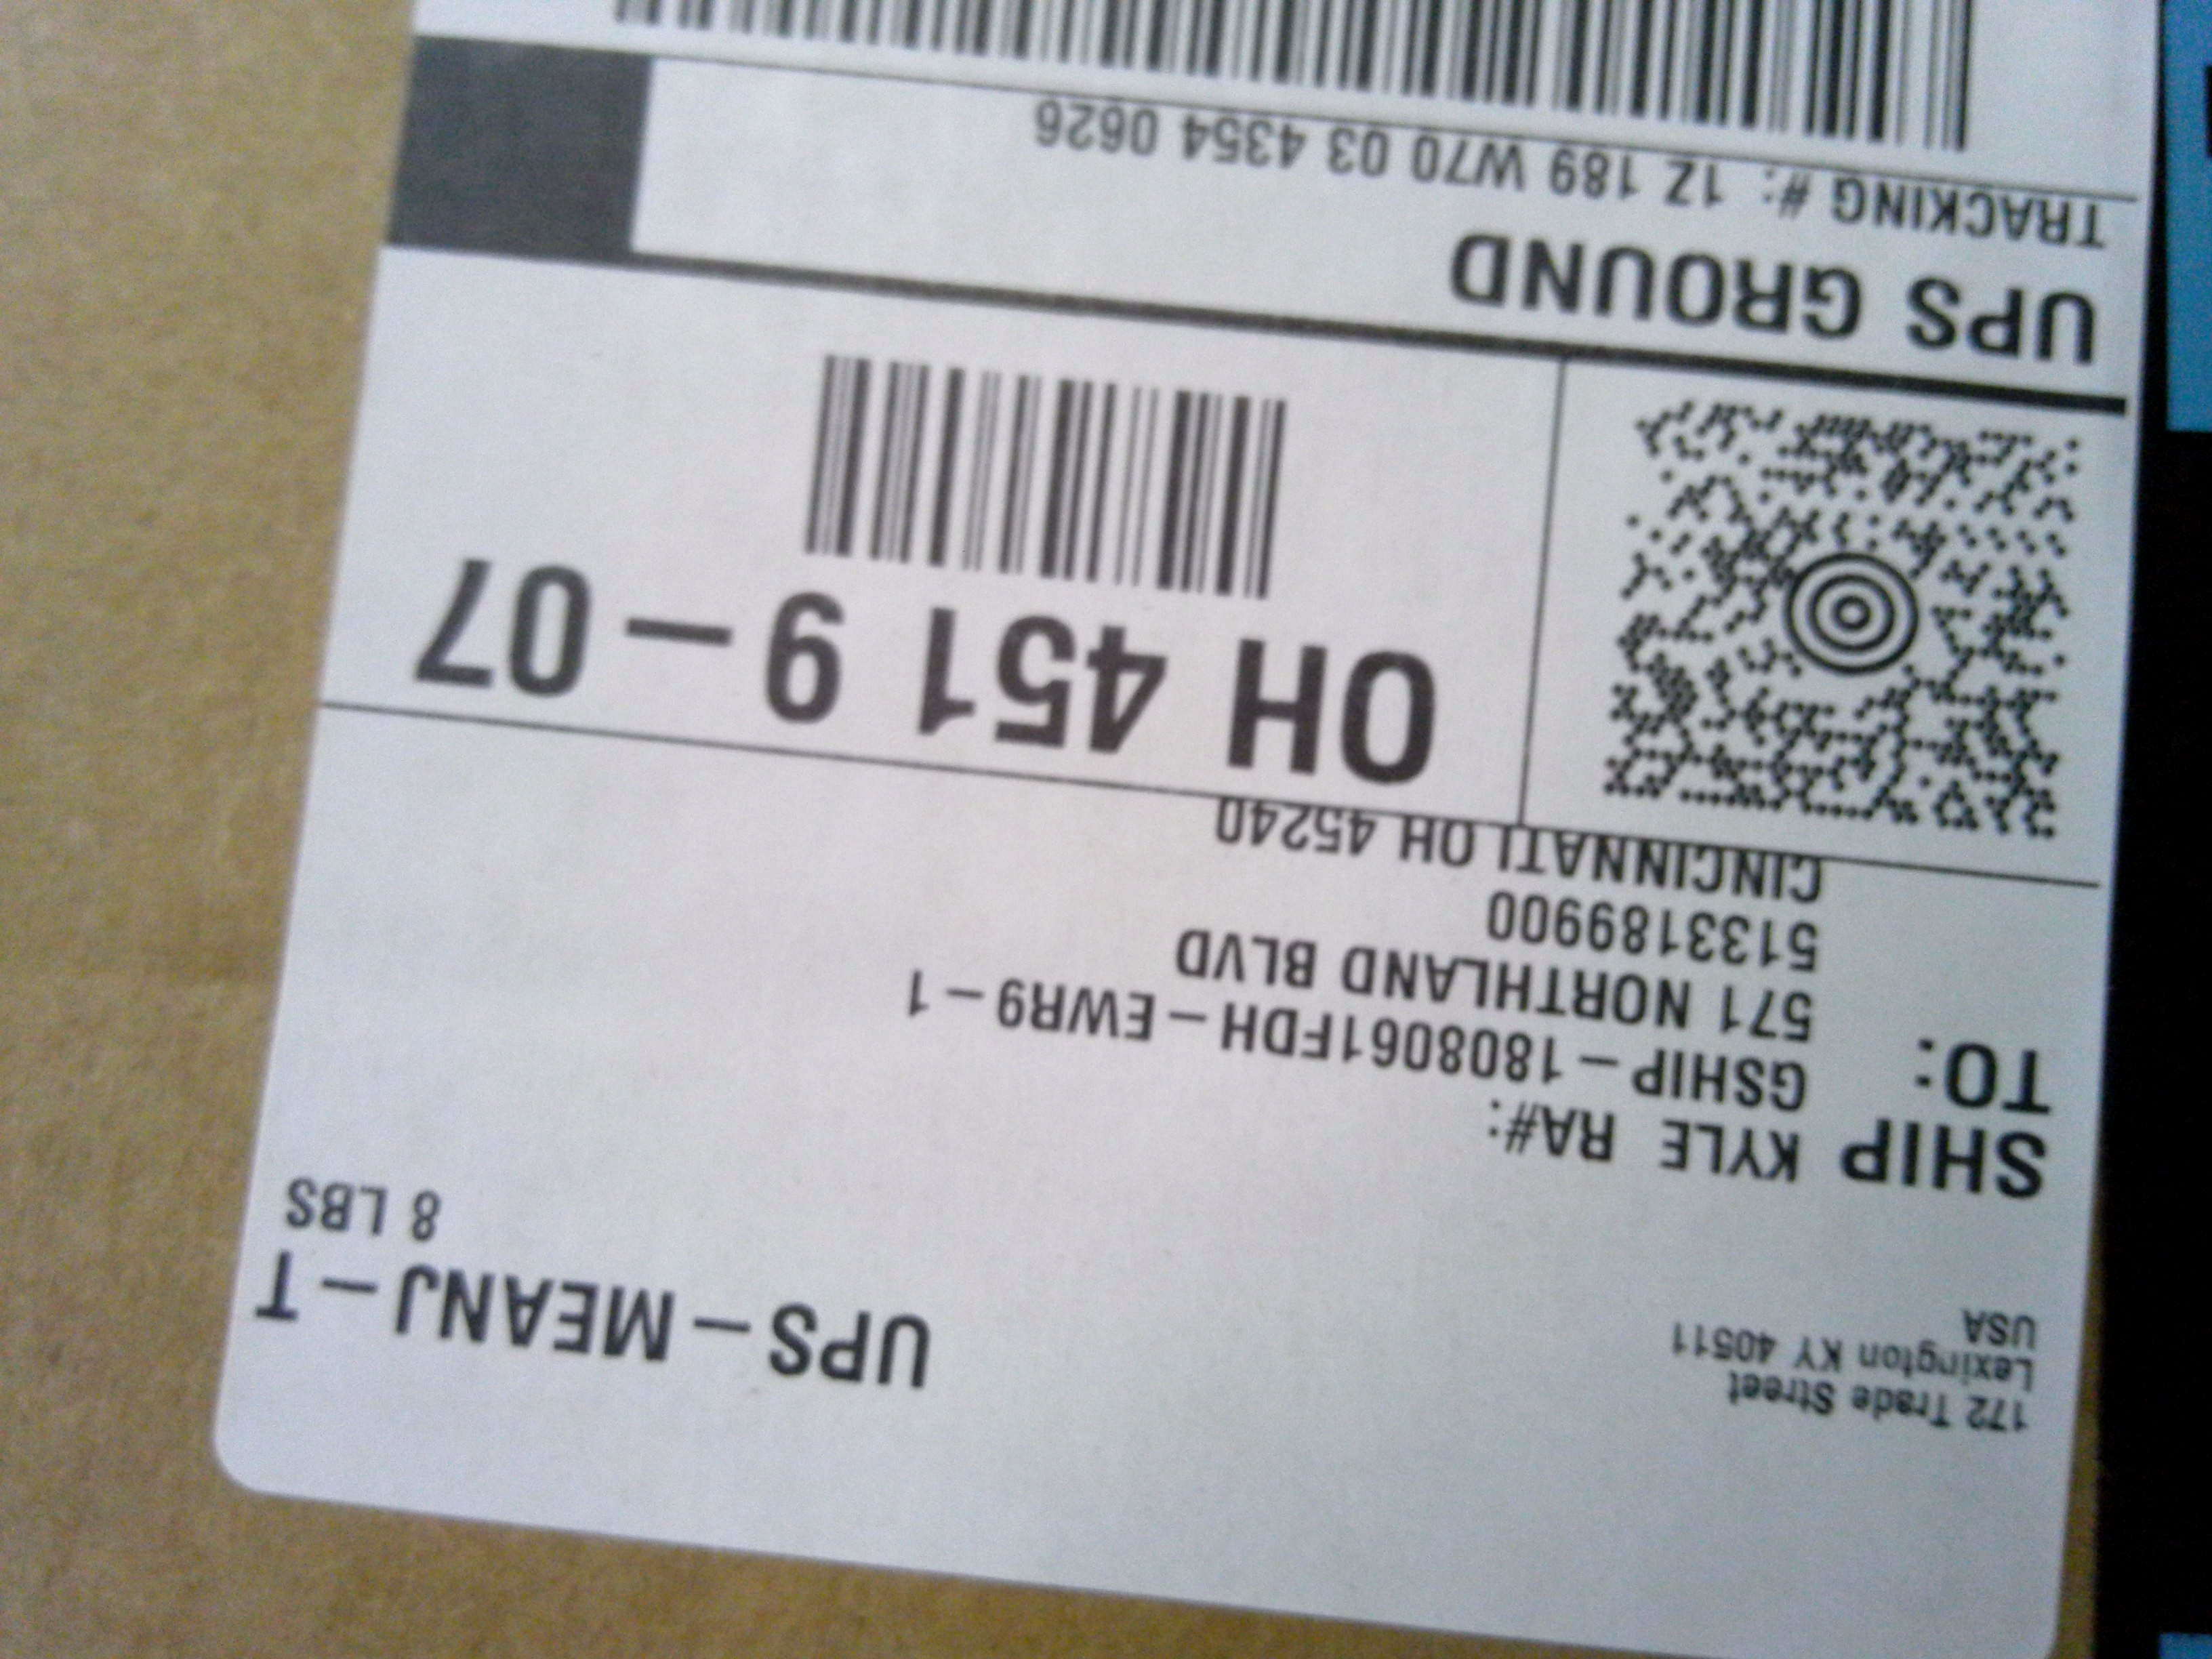 172 Trade Street
Lexington KY 40511
USA
UPS - MEANJ - T
8 LBS
SHIP TO:
KYLE RA#:
GSHIP - 1808061FDH - EWR9 - 1
571 NORTHLAND BLVD
5133189900
CINCINNATI OH 45240
OH 451 9 - 07
UPS GROUND
TRACKING #: 1Z 189 W70 03 4354 0626